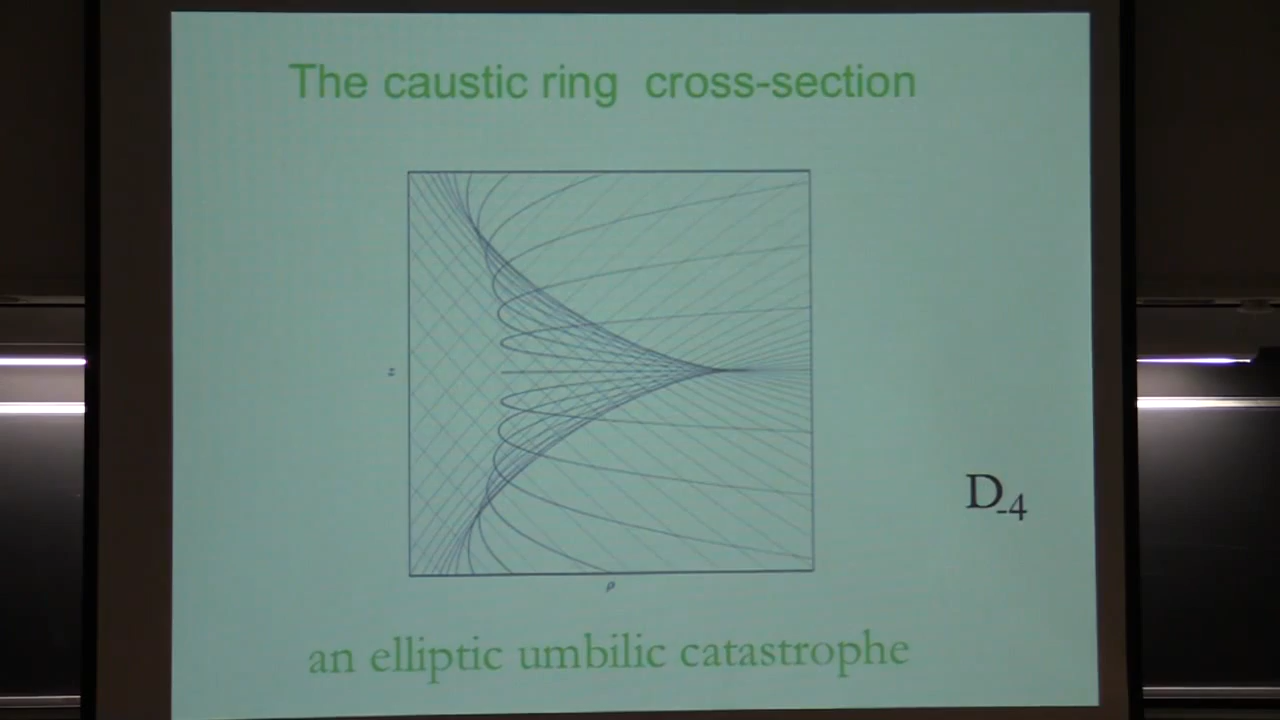 The caustic ring cross-section
z
ρ
D-4
an elliptic umbilic catastrophe